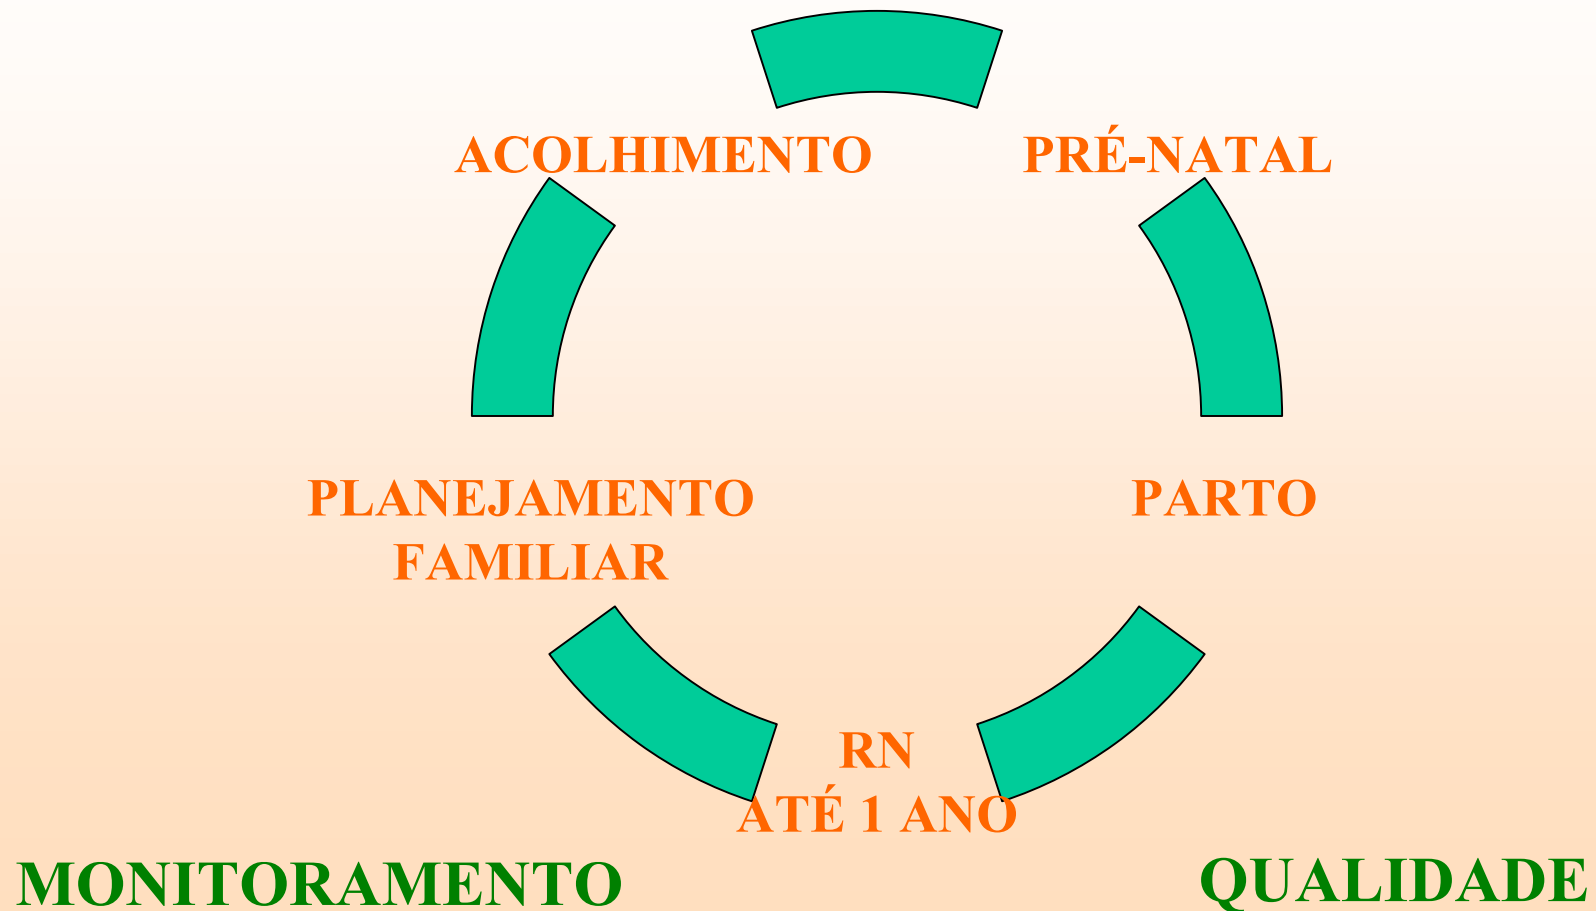 ACOLHIMENTO
PRÉ-NATAL
PLANEJAMENTO
FAMILIAR
PARTO
RN
ATÉ 1 ANO
MONITORAMENTO
QUALIDADE